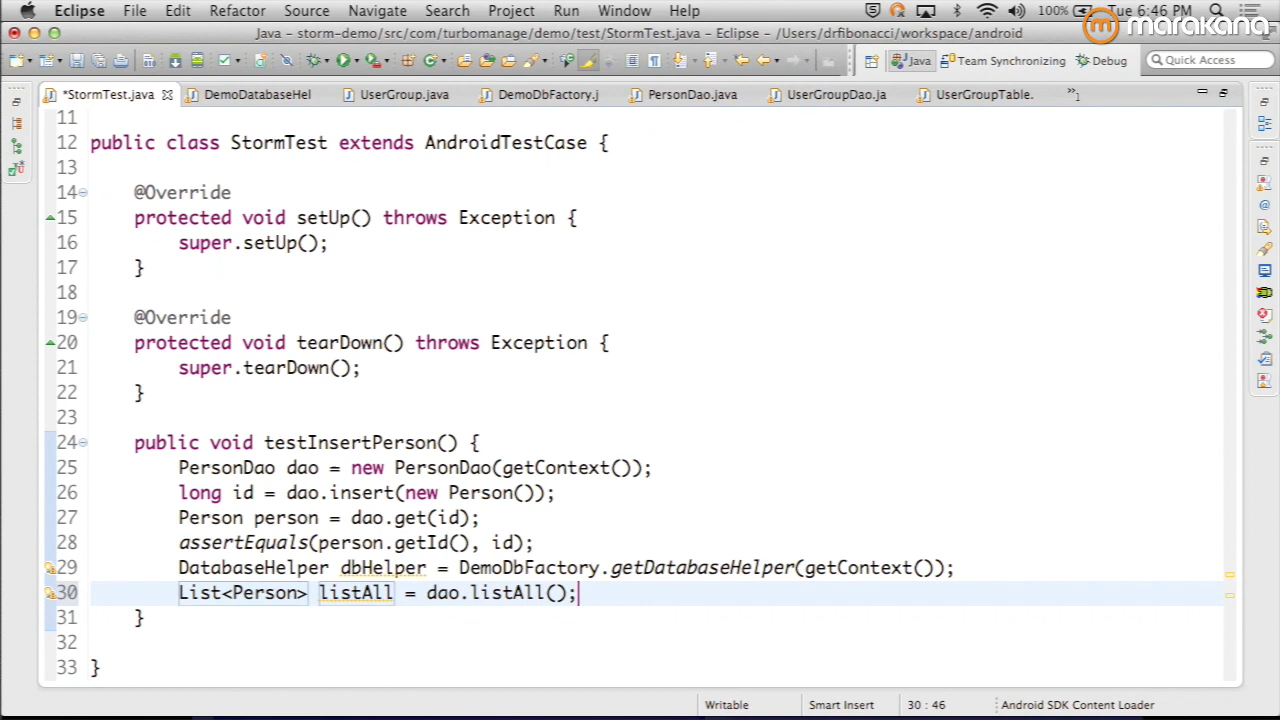 Eclipse File Edit Refactor Source Navigate Search Project Run Window Help 100% Tue 6:46 PM
marakana
Java – storm-demo/src/com/turbomanage/demo/test/StormTest.java – Eclipse – /Users/drfibonacci/workspace/android
Java Team Synchronizing Debug Quick Access
*StormTest.java DemoDatabaseHel UserGroup.java DemoDbFactory.j PersonDao.java UserGroupDao.ja UserGroupTable. »1
11
12 public class StormTest extends AndroidTestCase {
13
14 @Override
15 protected void setUp() throws Exception {
16 super.setUp();
17 }
18
19 @Override
20 protected void tearDown() throws Exception {
21 super.tearDown();
22 }
23
24 public void testInsertPerson() {
25 PersonDao dao = new PersonDao(getContext());
26 long id = dao.insert(new Person());
27 Person person = dao.get(id);
28 assertEquals(person.getId(), id);
29 DatabaseHelper dbHelper = DemoDbFactory.getDatabaseHelper(getContext());
30 List<Person> listAll = dao.listAll();
31 }
32
33 }
Writable Smart Insert 30 : 46 Android SDK Content Loader